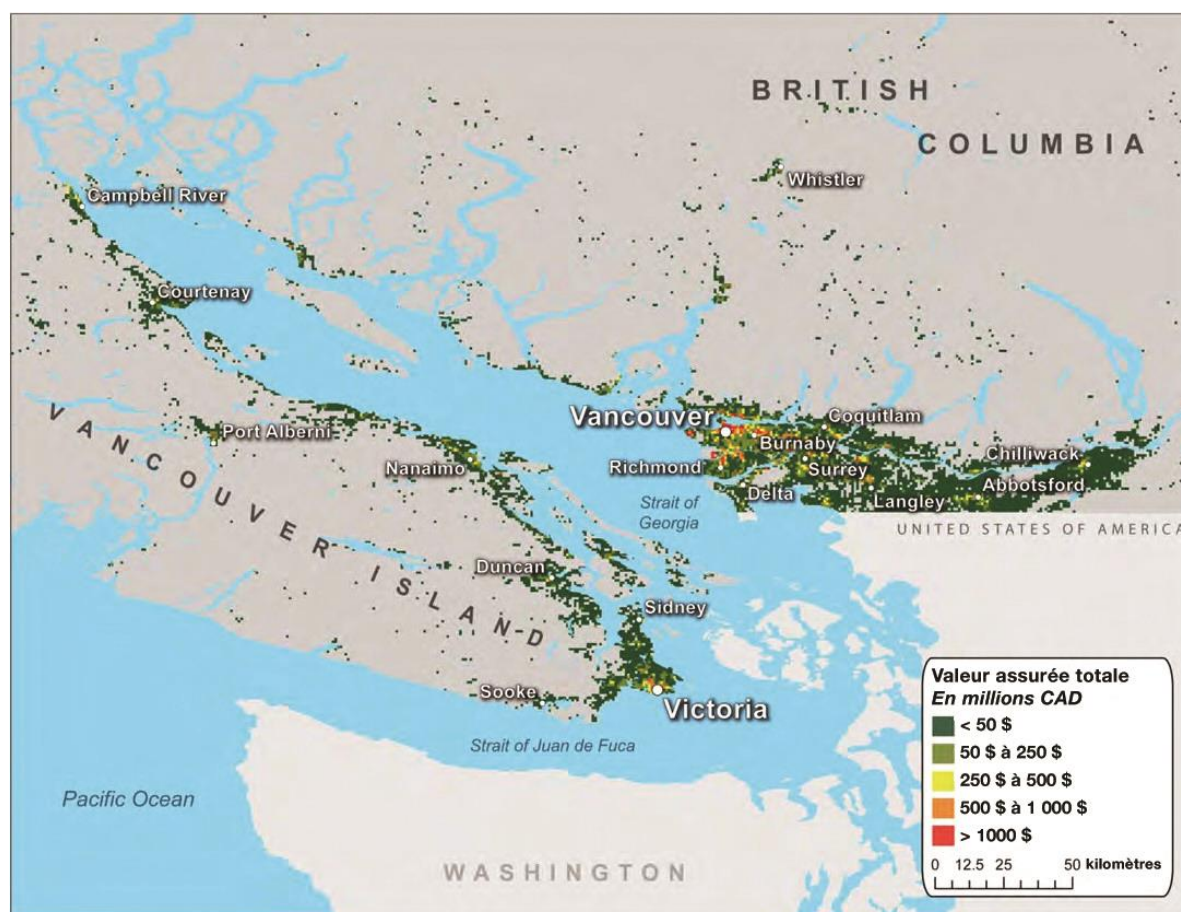 BRITISH
COLUMBIA
Whistler
Campbell River
Courtenay
Vancouver
Coquitlam
Port Alberni
Burnaby
Chilliwack
Nanaimo
Richmond
Surrey
Abbotsford
Delta
Langley
Strait of
Georgia
UNITED STATES OF AMERICA
VANCOUVER ISLAND
Duncan
Sidney
Sooke
Victoria
Strait of Juan de Fuca
Pacific Ocean
WASHINGTON
Valeur assurée totale
En millions CAD
< 50 $
50 $ à 250 $
250 $ à 500 $
500 $ à 1 000 $
> 1000 $
0 12.5 25 50 kilomètres